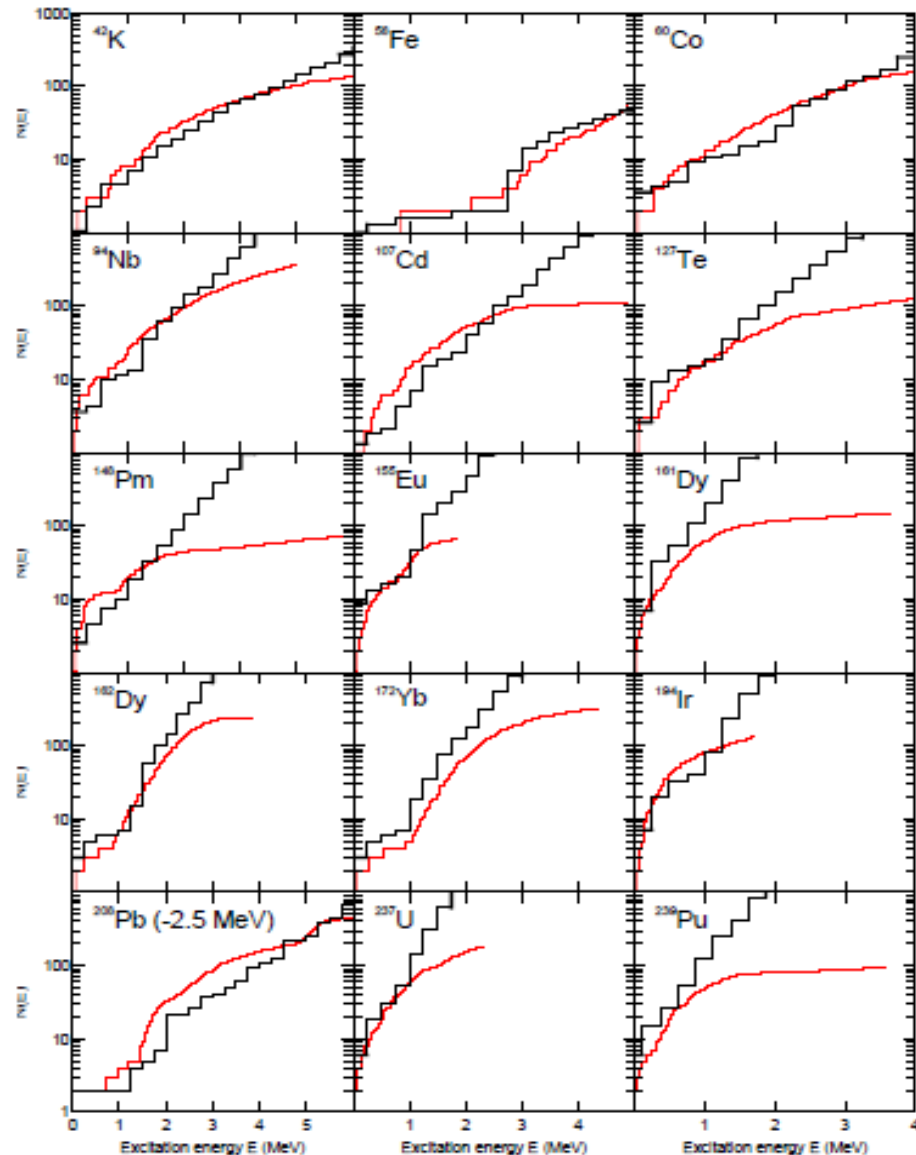 1000
⁴²K
⁵⁶Fe
⁶⁰Co
100
N(E)
10
⁹⁴Nb
¹⁰⁷Cd
¹²⁷Te
100
N(E)
10
¹⁴⁸Pm
¹⁵⁵Eu
¹⁶¹Dy
100
N(E)
10
¹⁶²Dy
¹⁷²Yb
¹⁹⁴Ir
100
N(E)
10
²⁰⁸Pb (-2.5 MeV)
²³⁷U
²³⁹Pu
100
N(E)
10
1
0 1 2 3 4 5 1 2 3 1 2 3 4
Excitation energy E (MeV) Excitation energy E (MeV) Excitation energy E (MeV)